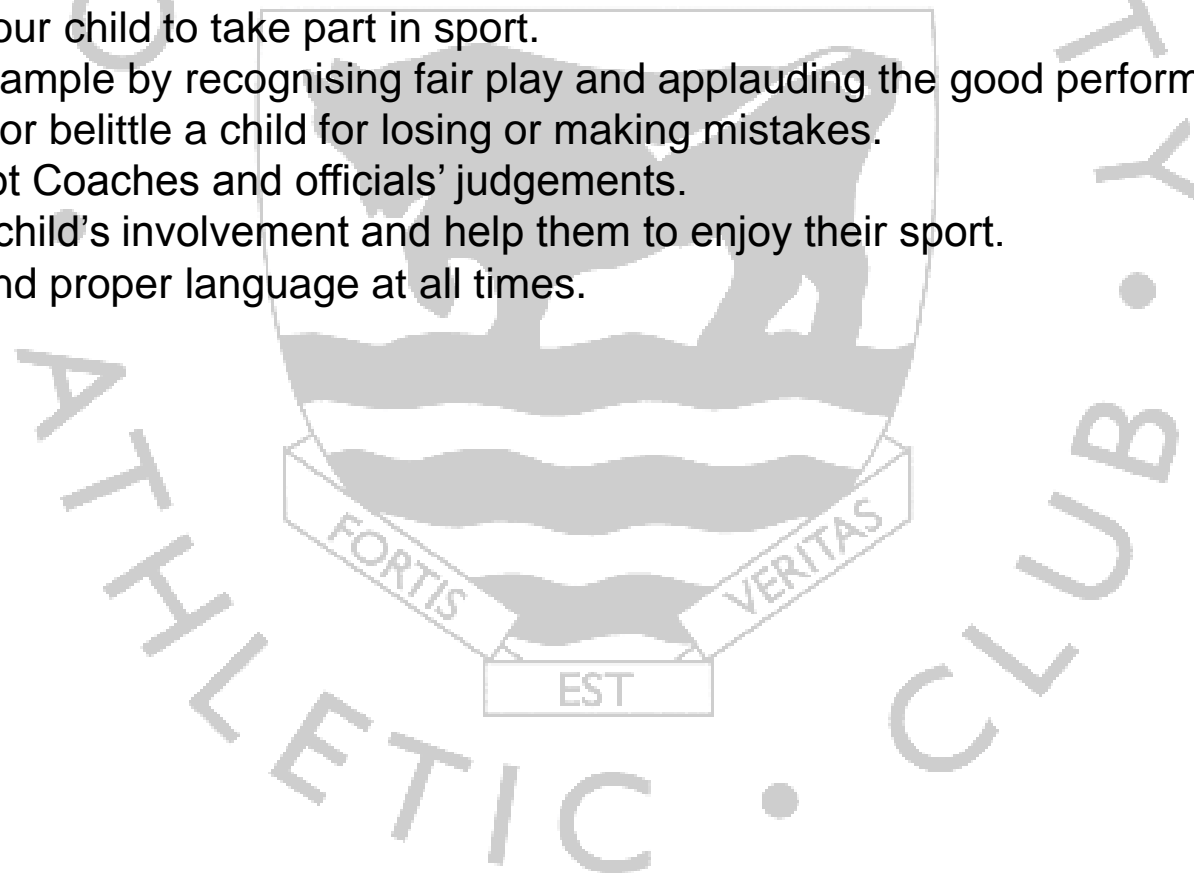 our child to take part in sport.
ample by recognising fair play and applauding the good perform
or belittle a child for losing or making mistakes.
ot Coaches and officials’ judgements.
child’s involvement and help them to enjoy their sport.
nd proper language at all times.
FORTIS
EST
VERITAS
O
ATHLETIC • CLUB • 
TY